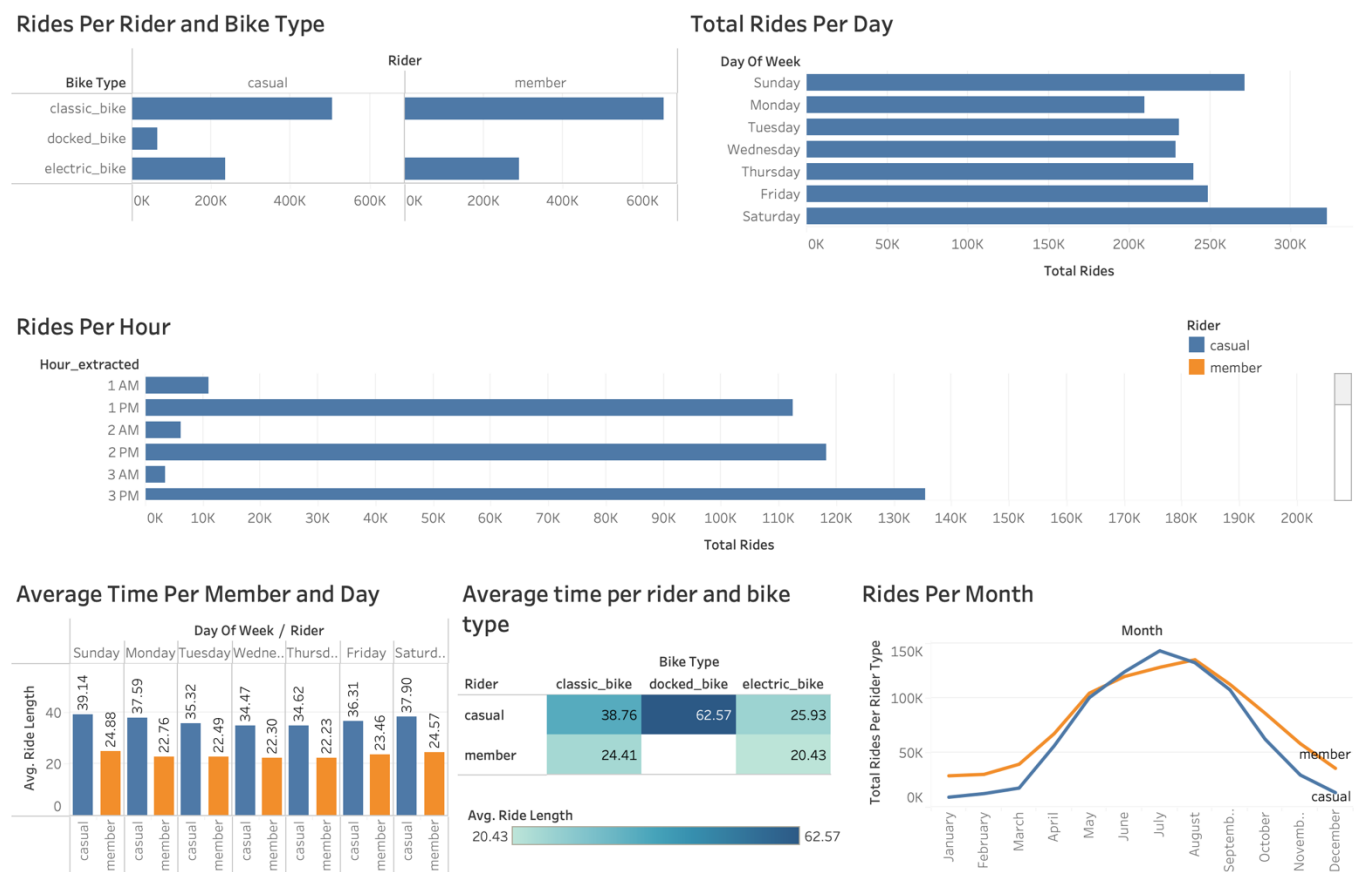 Rides Per Rider and Bike Type
Rider
Bike Type casual member
classic_bike
docked_bike
electric_bike
0K 200K 400K 600K 0K 200K 400K 600K
Total Rides Per Day
Day Of Week
Sunday
Monday
Tuesday
Wednesday
Thursday
Friday
Saturday
0K 50K 100K 150K 200K 250K 300K
Total Rides
Rides Per Hour
Rider
casual
member
Hour_extracted
1 AM
1 PM
2 AM
2 PM
3 AM
3 PM
0K 10K 20K 30K 40K 50K 60K 70K 80K 90K 100K 110K 120K 130K 140K 150K 160K 170K 180K 190K 200K
Total Rides
Average Time Per Member and Day
Day Of Week / Rider
Sunday Monday Tuesday Wedne.. Thursd.. Friday Saturd..
Avg. Ride Length
40
20
0
39.14 24.88 37.59 22.76 35.32 22.49 34.47 22.30 34.62 22.23 36.31 23.46 37.90 24.57
casual member casual member casual member casual member casual member casual member casual member
Average time per rider and bike
type
Bike Type
Rider classic_bike docked_bike electric_bike
casual 38.76 62.57 25.93
member 24.41 20.43
Avg. Ride Length
20.43 62.57
Rides Per Month
Month
Total Rides Per Rider Type
150K
100K
50K
0K
member
casual
January February March April May June July August Septemb.. October Novemb.. December